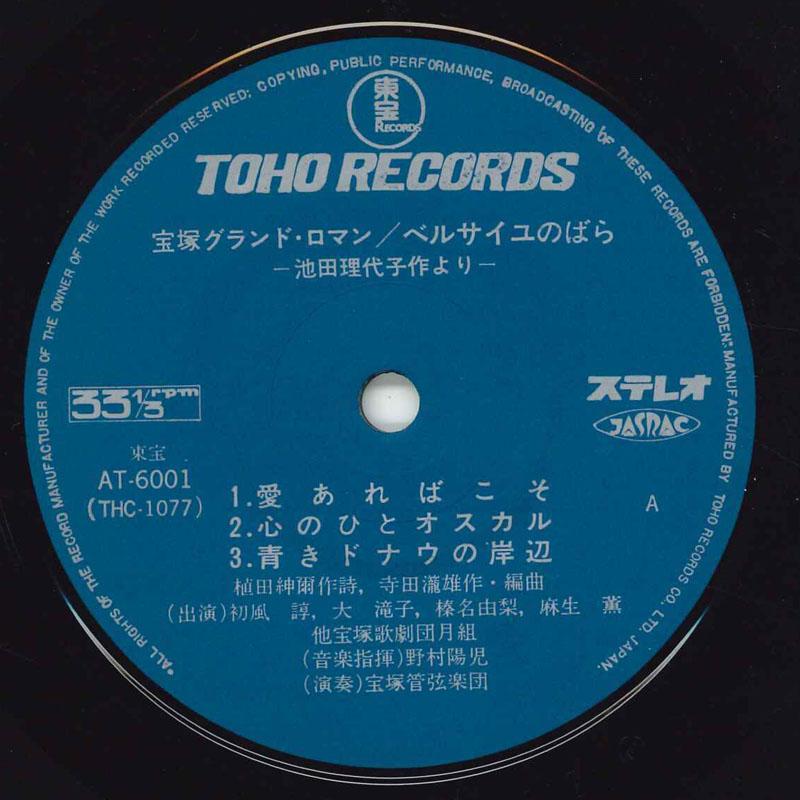 "ALL RIGHTS OF THE RECORD MANUFACTURER AND OF THE OWNER OF THE WORK RECORDED RESERVED; COPYING, PUBLIC PERFORMANCE, BROADCASTING OF THESE RECORDS ARE FORBIDDEN." MANUFACTURED BY TOHO RECORDS CO. LTD. JAPAN.
東宝
RECORDS
TOHO RECORDS
宝塚グランド・ロマン/ベルサイユのばら
—池田理代子作より—
33 1/3 rpm
ステレオ
JASRAC
東宝
AT-6001
(THC-1077)
A
1.愛あればこそ
2.心のひとオスカル
3.青きドナウの岸辺
植田紳爾作詩, 寺田瀧雄作・編曲
(出演)初風 諄, 大 滝子, 榛名由梨, 麻生 薫
他宝塚歌劇団月組
(音楽指揮)野村陽児
(演奏)宝塚管弦楽団